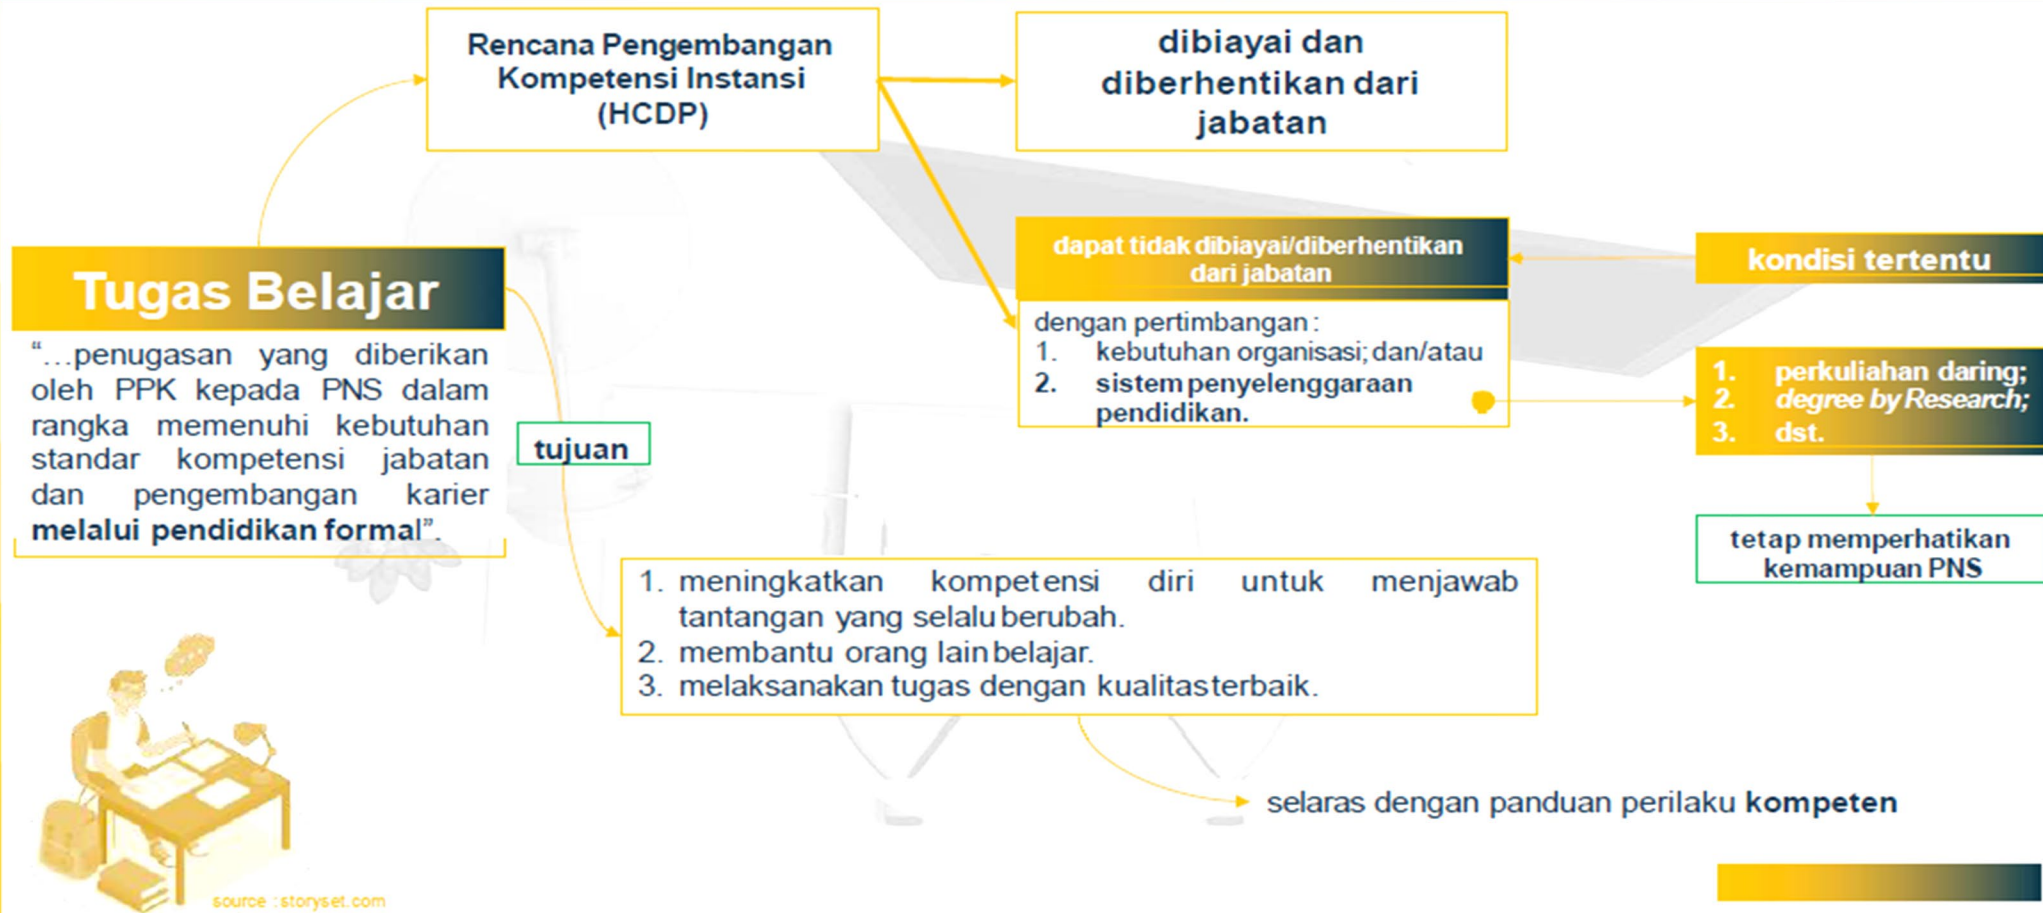 Rencana Pengembangan
Kompetensi Instansi
(HCDP)
dibiayai dan
diberhentikan dari
jabatan
Tugas Belajar
“...penugasan yang diberikan
oleh PPK kepada PNS dalam
rangka memenuhi kebutuhan
standar kompetensi jabatan
dan pengembangan karier
melalui pendidikan formal”.
tujuan
dapat tidak dibiayai/diberhentikan
dari jabatan
dengan pertimbangan :
1. kebutuhan organisasi; dan/atau
2. sistem penyelenggaraan
pendidikan.
kondisi tertentu
1. perkuliahan daring;
2. degree by Research;
3. dst.
tetap memperhatikan
kemampuan PNS
1. meningkatkan kompetensi diri untuk menjawab
tantangan yang selalu berubah.
2. membantu orang lain belajar.
3. melaksanakan tugas dengan kualitas terbaik.
selaras dengan panduan perilaku kompeten
source : storyset.com